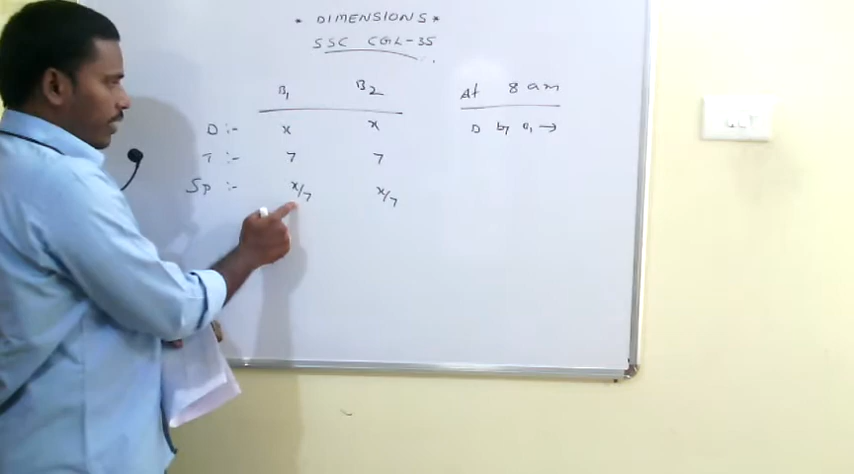 * DIMENSIONS *
SSC CGL-35
B1 B2
D :- x x
T :- 7 7
Sp :- x/7 x/7
At 8 am
D by B1 →